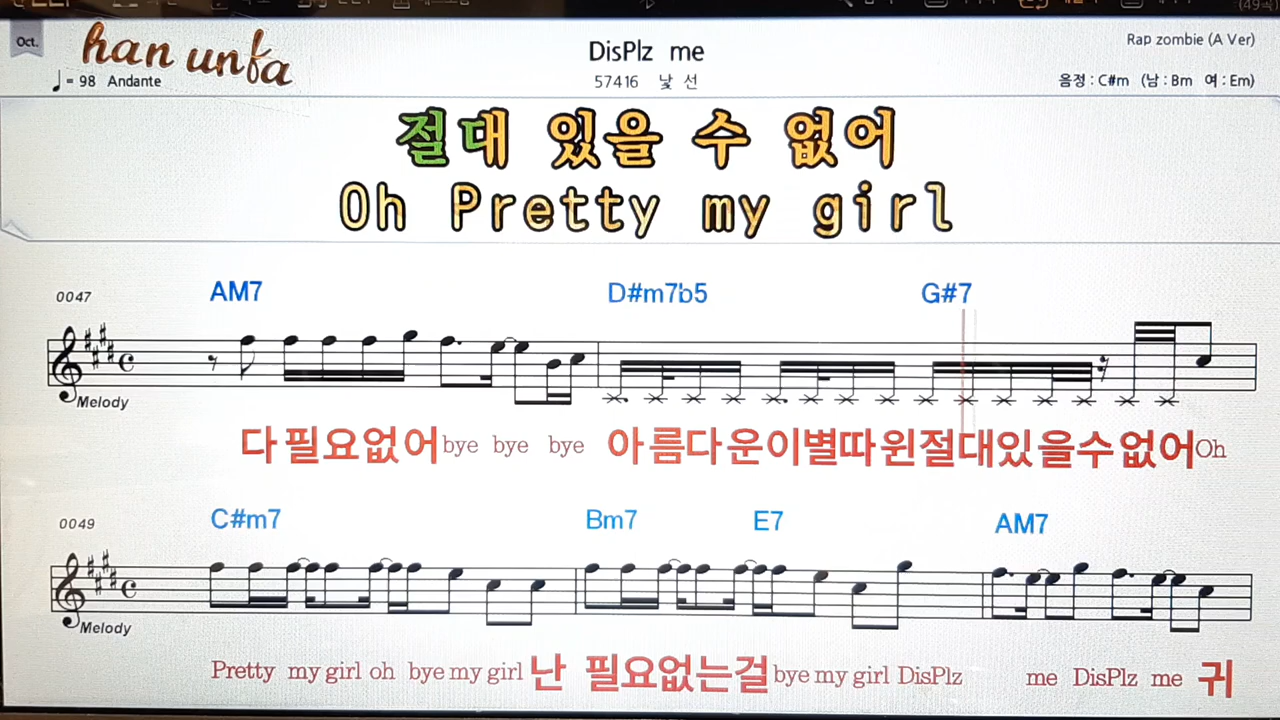 Oct.
han unfa
DisPlz me
Rap zombie (A Ver)
♩= 98 Andante
57416 낯 선
음정 : C#m (남 : Bm 여 : Em)
절대 있을 수 없어
Oh Pretty my girl
0047 AM7 D#m7b5 G#7
Melody
다 필요없어 bye bye bye 아름다운이별따윈절대있을수없어 Oh
0049 C#m7 Bm7 E7 AM7
Melody
Pretty my girl oh bye my girl 난 필요없는걸 bye my girl DisPlz me DisPlz me 귀